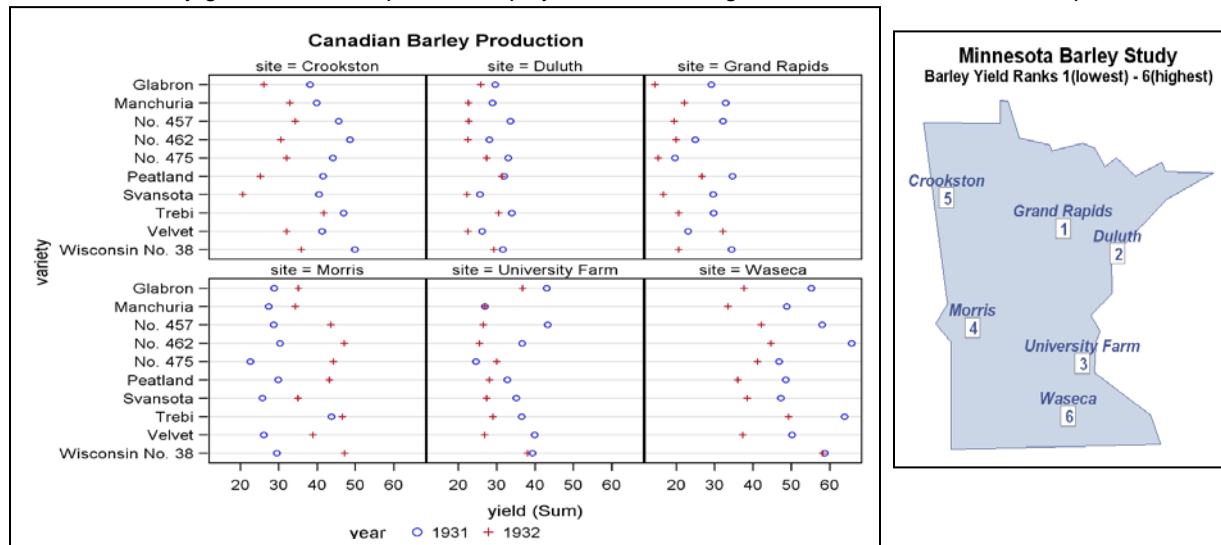 Canadian Barley Production
site = Crookston site = Duluth site = Grand Rapids
Glabron
Manchuria
No. 457
No. 462
No. 475
Peatland
Svansota
Trebi
Velvet
Wisconsin No. 38
variety
site = Morris site = University Farm site = Waseca
Glabron
Manchuria
No. 457
No. 462
No. 475
Peatland
Svansota
Trebi
Velvet
Wisconsin No. 38
20 30 40 50 60 20 30 40 50 60 20 30 40 50 60
yield (Sum)
year 1931 1932
Minnesota Barley Study
Barley Yield Ranks 1(lowest) - 6(highest)
Crookston
5
Grand Rapids
1
Duluth
2
Morris
4
University Farm
3
Waseca
6